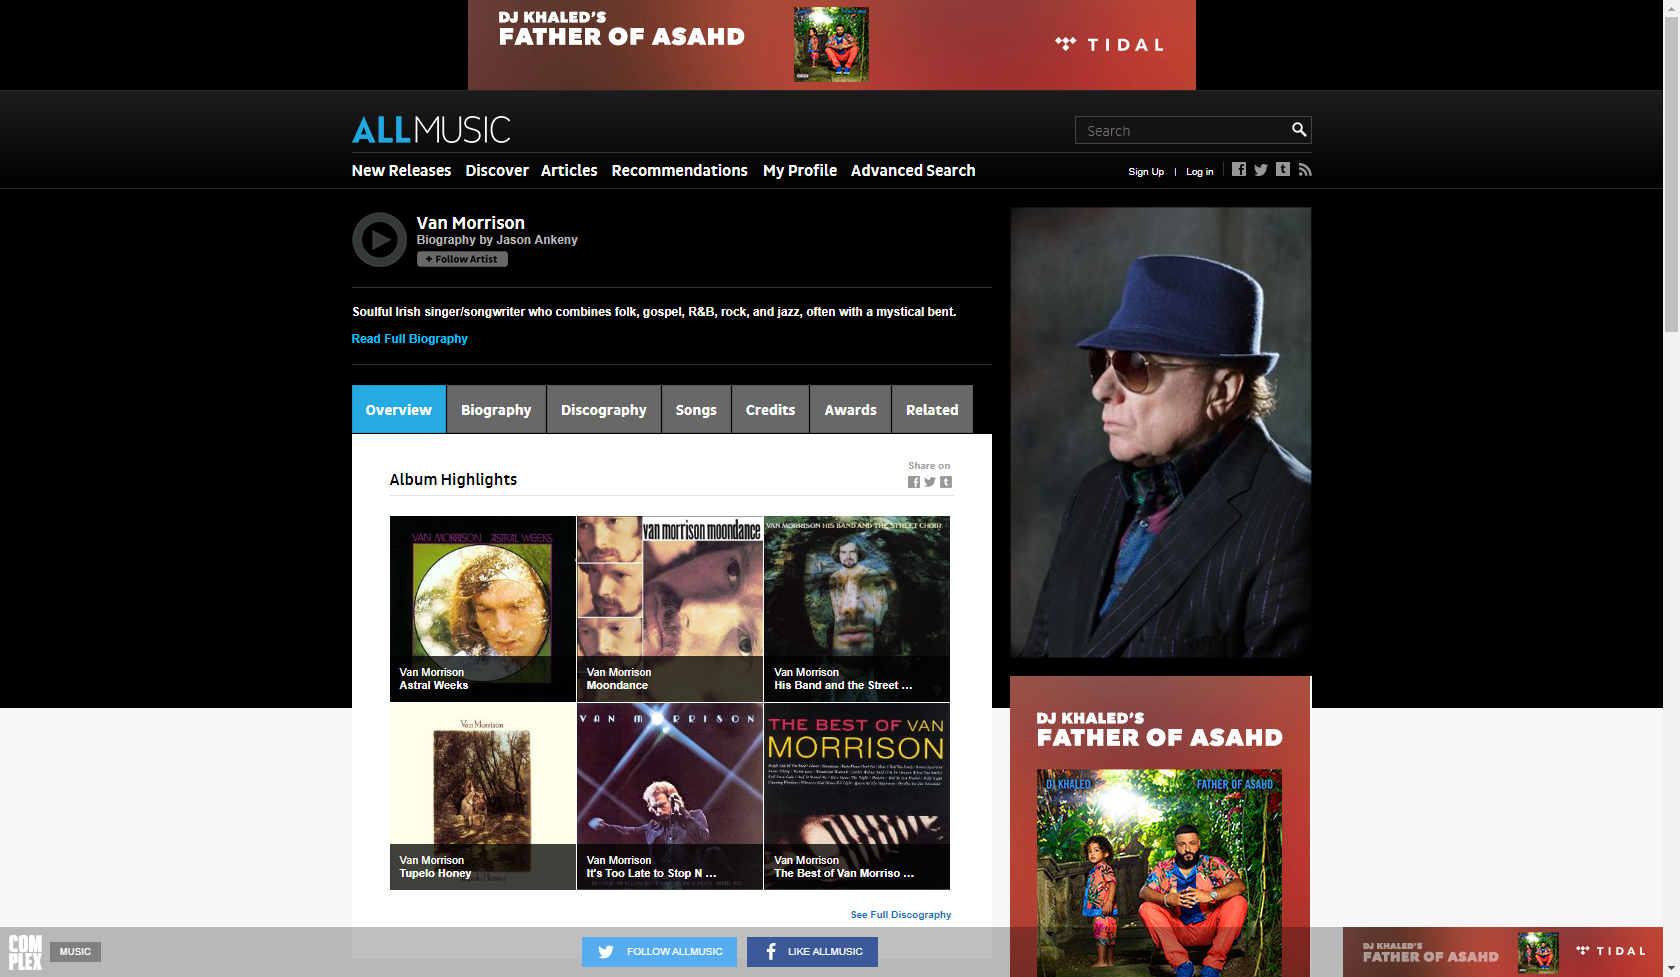 DJ KHALED'S
FATHER OF ASAHD
TIDAL
ALLMUSIC
Search
New Releases
Discover
Articles
Recommendations
My Profile
Advanced Search
Sign Up | Log in
Van Morrison
Biography by Jason Ankeny
+ Follow Artist
Soulful Irish singer/songwriter who combines folk, gospel, R&B, rock, and jazz, often with a mystical bent.
Read Full Biography
Overview
Biography
Discography
Songs
Credits
Awards
Related
Album Highlights
Share on
VAN MORRISON ASTRAL WEEKS
Van Morrison
Astral Weeks
van morrison moondance
Van Morrison
Moondance
VAN MORRISON HIS BAND AND THE STREET CHOIR
Van Morrison
His Band and the Street ...
Van Morrison
Van Morrison
Tupelo Honey
VAN MORRISON
Van Morrison
It's Too Late to Stop N ...
THE BEST OF VAN
MORRISON
Van Morrison
The Best of Van Morriso ...
See Full Discography
DJ KHALED'S
FATHER OF ASAHD
DJ KHALED
FATHER OF ASAHD
COM
PLEX
MUSIC
FOLLOW ALLMUSIC
LIKE ALLMUSIC
DJ KHALED'S
FATHER OF ASAHD
TIDAL